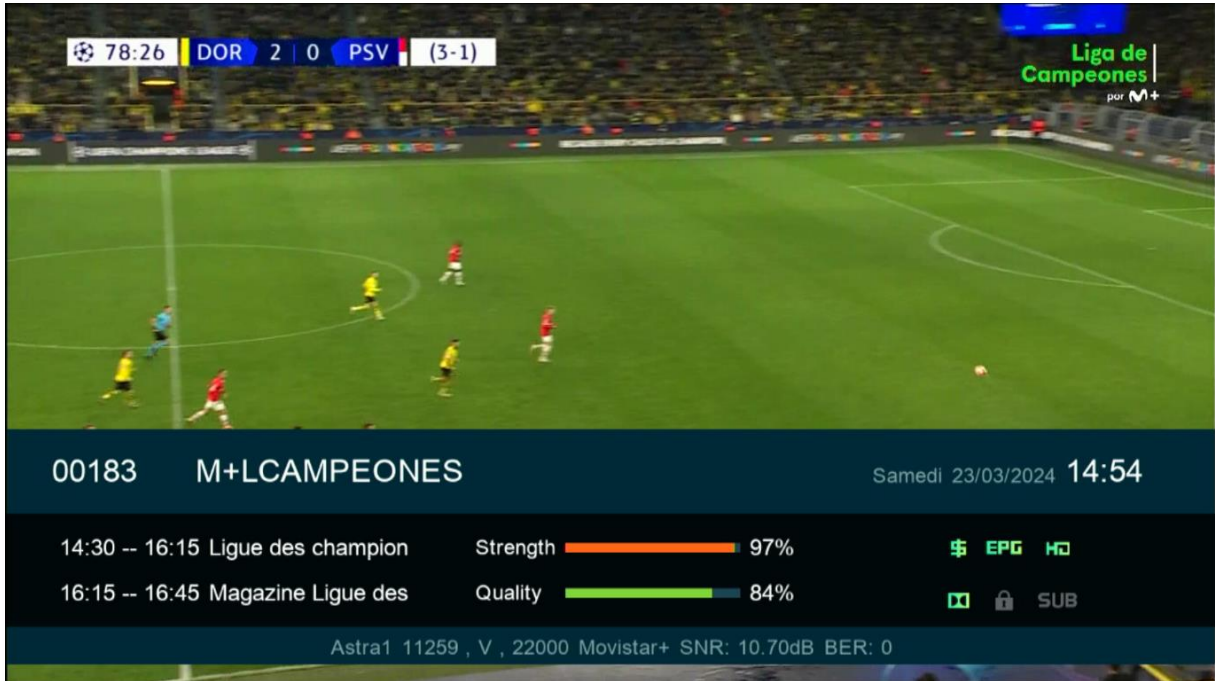 78:26 DOR 2 0 PSV (3-1)
Liga de
Campeones
por M+
00183 M+LCAMPEONES Samedi 23/03/2024 14:54
14:30 -- 16:15 Ligue des champion Strength 97% $ EPG HD
16:15 -- 16:45 Magazine Ligue des Quality 84% SUB
Astra1 11259 , V , 22000 Movistar+ SNR: 10.70dB BER: 0